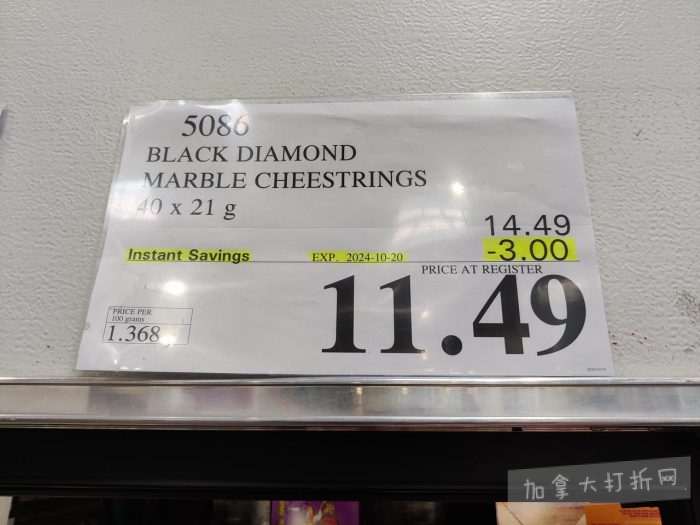 5086
BLACK DIAMOND
MARBLE CHEESTRINGS
40 x 21 g
14.49
Instant Savings EXP. 2024-10-20 -3.00
PRICE AT REGISTER
11.49
PRICE PER
100 grams
1.368
加拿大打折网